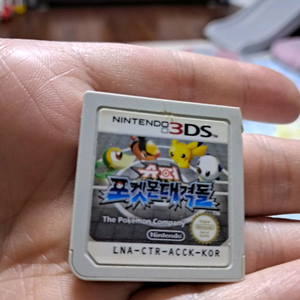 NINTENDO 3DS
슈퍼
포켓몬대격돌
The Pokémon Company
Nintendo
LNA-CTR-ACCK-KOR